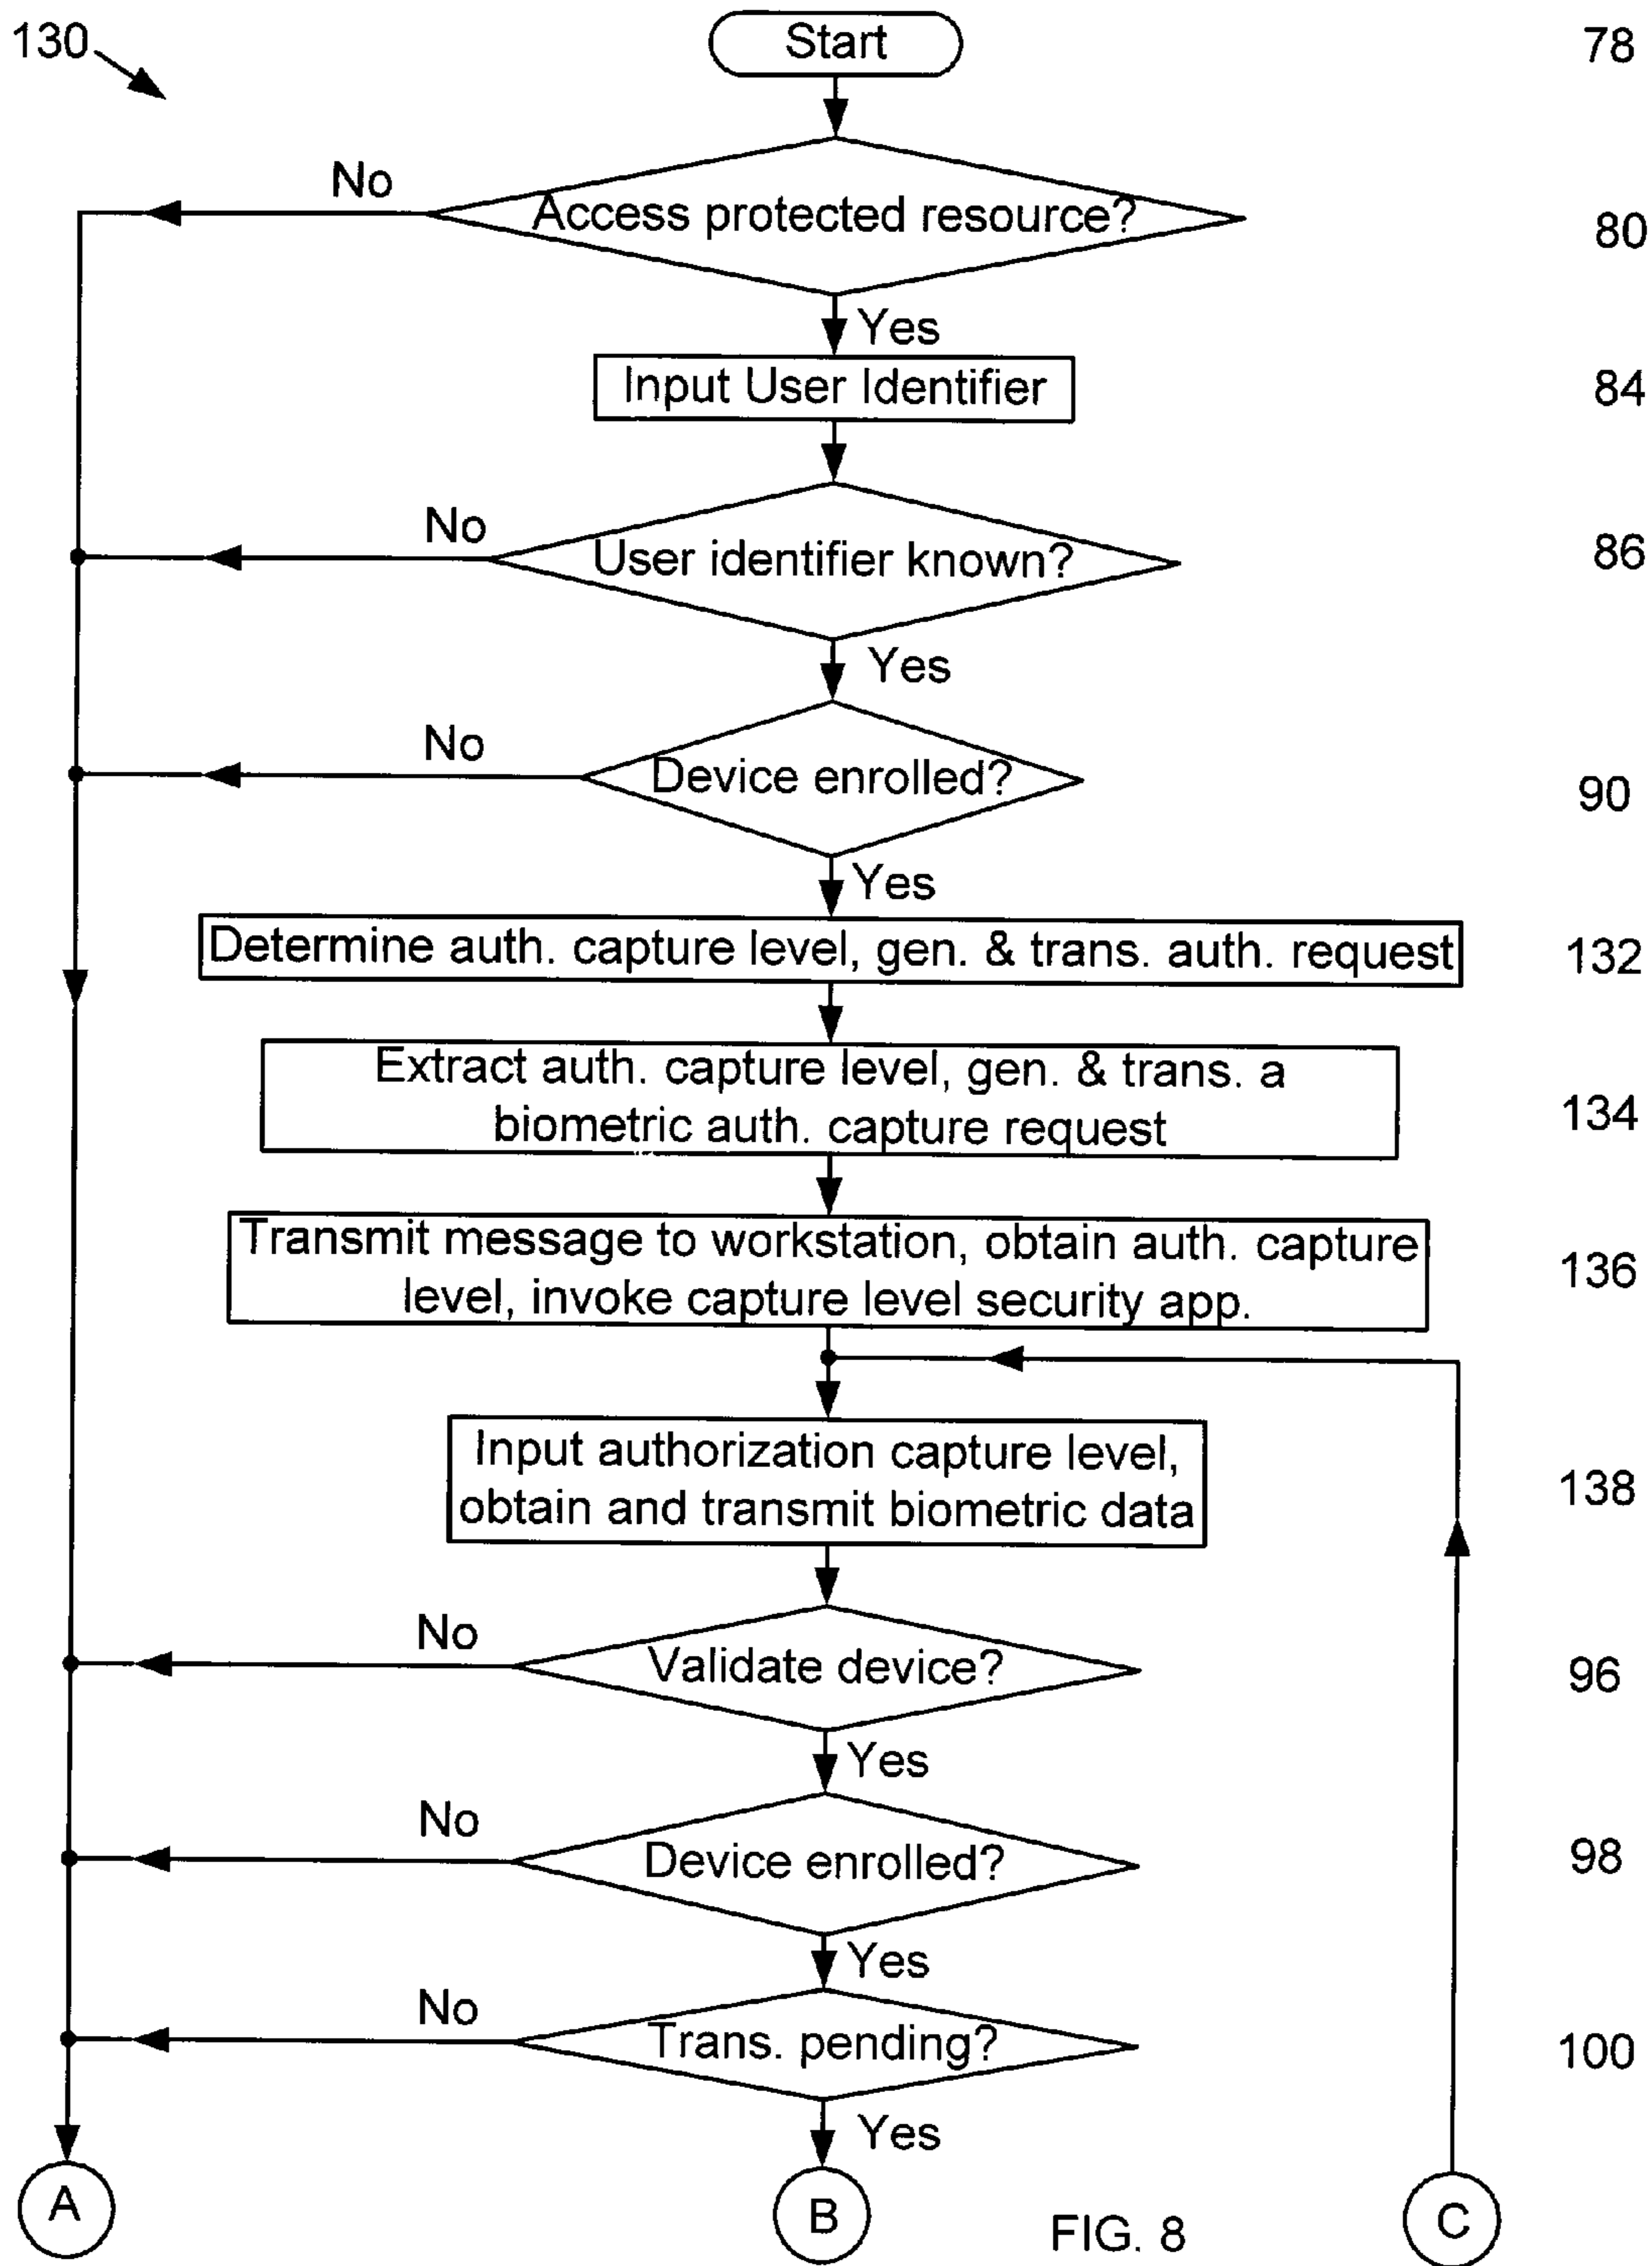 130
Start
78
No
Access protected resource?
80
Yes
Input User Identifier
84
No
User identifier known?
86
Yes
No
Device enrolled?
90
Yes
Determine auth. capture level, gen. & trans. auth. request
132
Extract auth. capture level, gen. & trans. a
biometric auth. capture request
134
Transmit message to workstation, obtain auth. capture
level, invoke capture level security app.
136
Input authorization capture level,
obtain and transmit biometric data
138
No
Validate device?
96
Yes
No
Device enrolled?
98
Yes
No
Trans. pending?
100
Yes
A
B
FIG. 8
C